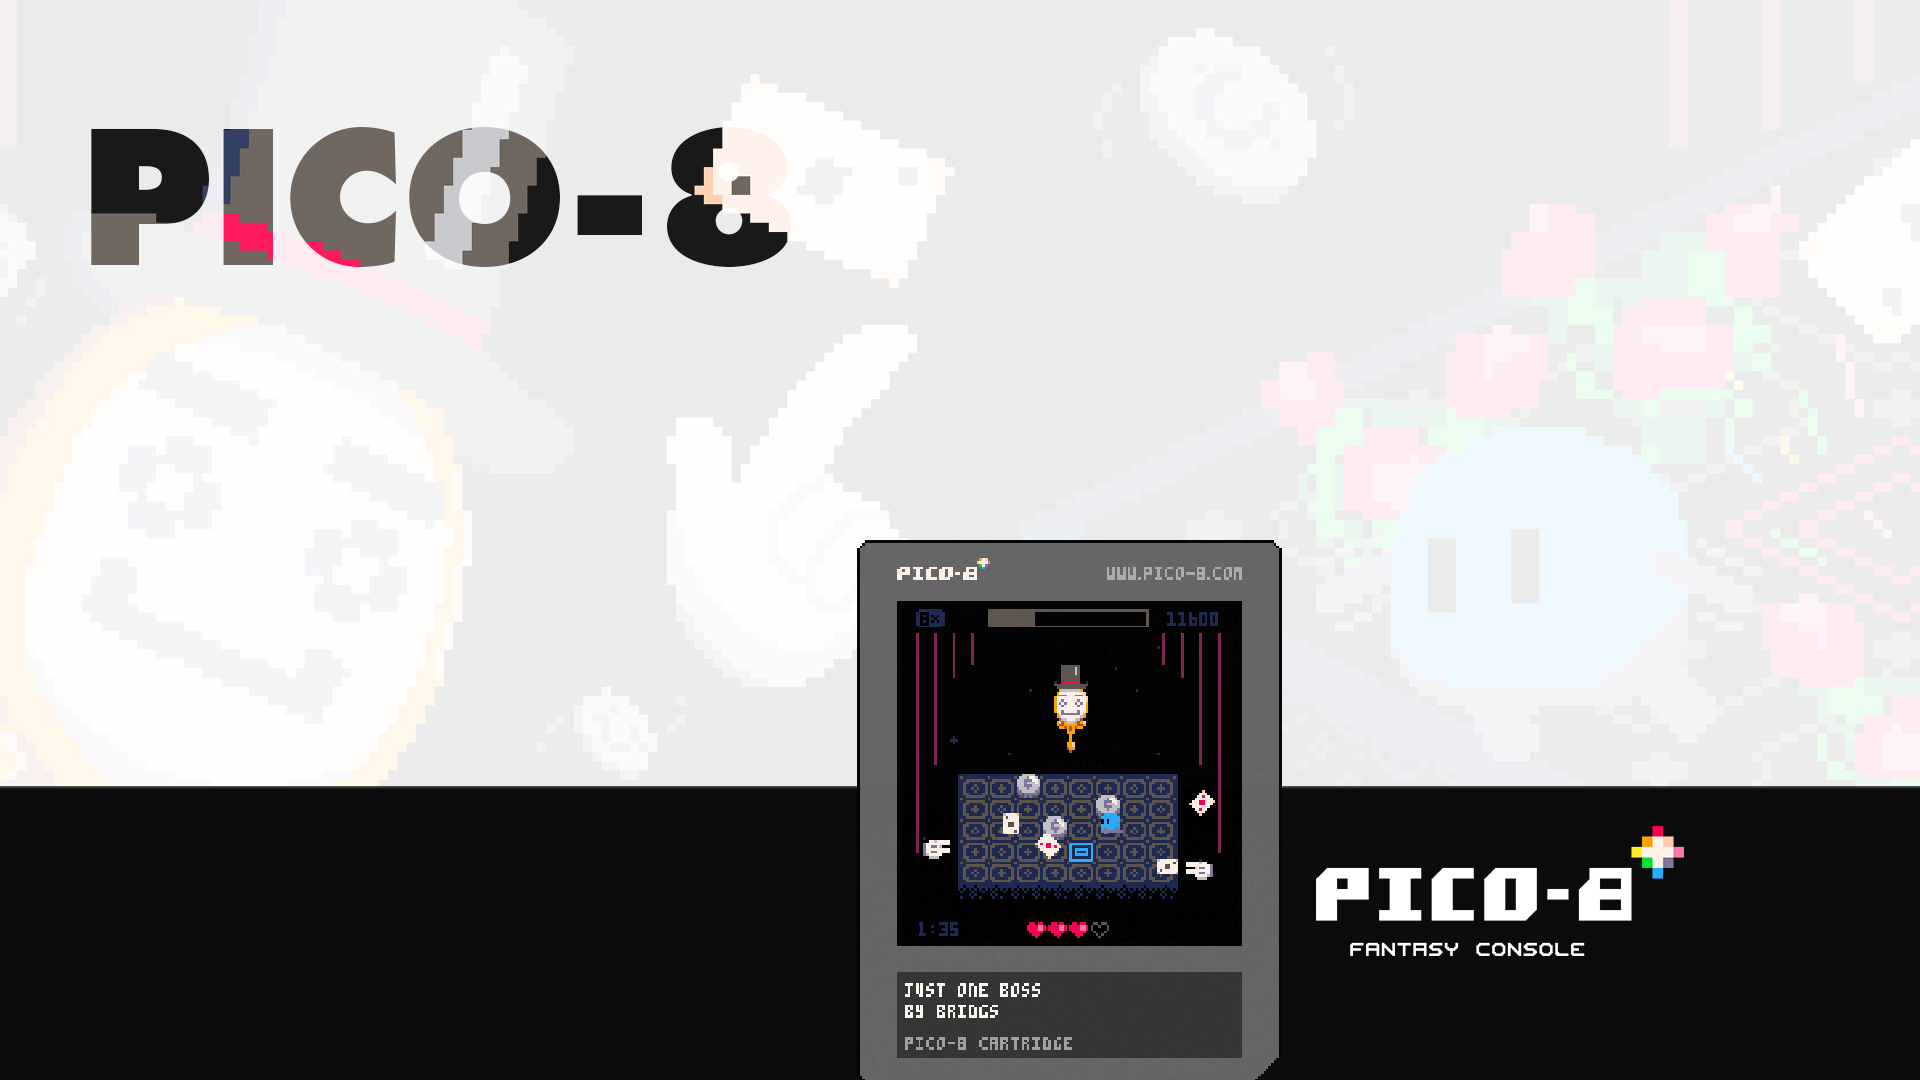 PICO-8
PICO-8
WWW.PICO-8.COM
11600
1:35
JUST ONE BOSS
BY BRIDGS
PICO-8 CARTRIDGE
PICO-8
FANTASY CONSOLE